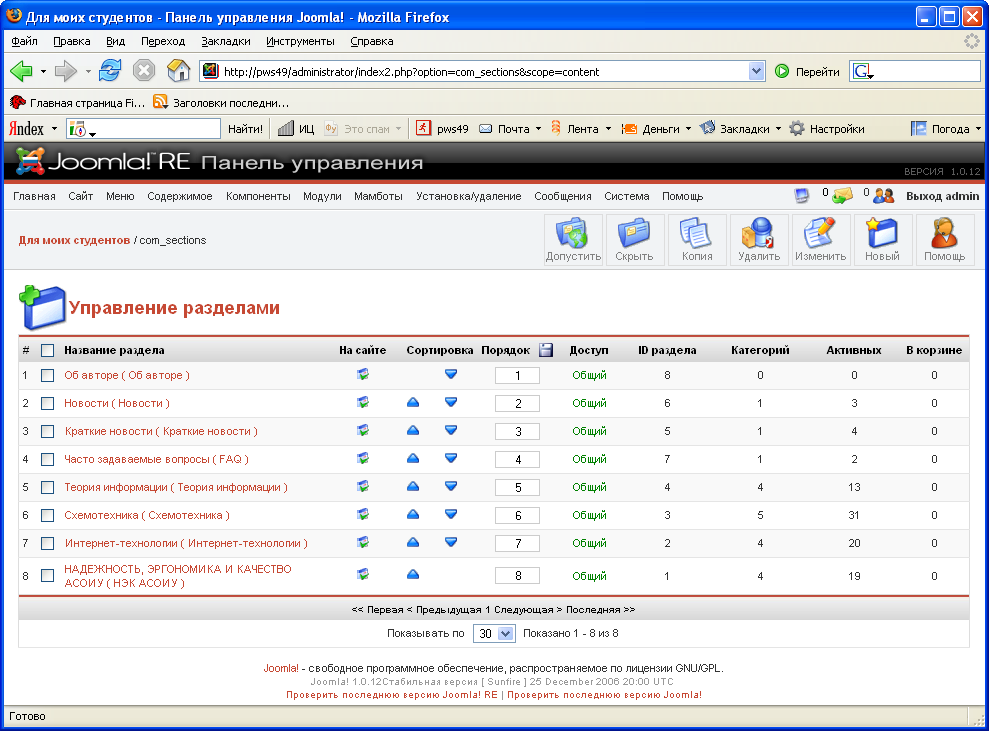 Для моих студентов - Панель управления Joomla! - Mozilla Firefox
Файл Правка Вид Переход Закладки Инструменты Справка
http://pws49/administrator/index2.php?option=com_sections&scope=content Перейти G
Главная страница Fi... Заголовки последни...
Яndex Найти! ИЦ Это спам pws49 Почта Лента Деньги Закладки Настройки Погода
Joomla!™ RE Панель управления
ВЕРСИЯ 1.0.12
Главная Сайт Меню Содержимое Компоненты Модули Мамботы Установка/удаление Сообщения Система Помощь 0 0 Выход admin
Для моих студентов / com_sections
Допустить Скрыть Копия Удалить Изменить Новый Помощь
Управление разделами
# Название раздела На сайте Сортировка Порядок Доступ ID раздела Категорий Активных В корзине
1 Об авторе ( Об авторе ) 1 Общий 8 0 0 0
2 Новости ( Новости ) 2 Общий 6 1 3 0
3 Краткие новости ( Краткие новости ) 3 Общий 5 1 4 0
4 Часто задаваемые вопросы ( FAQ ) 4 Общий 7 1 2 0
5 Теория информации ( Теория информации ) 5 Общий 4 4 13 0
6 Схемотехника ( Схемотехника ) 6 Общий 3 5 31 0
7 Интернет-технологии ( Интернет-технологии ) 7 Общий 2 4 20 0
8 НАДЕЖНОСТЬ, ЭРГОНОМИКА И КАЧЕСТВО
АСОИУ ( НЭК АСОИУ ) 8 Общий 1 4 19 0
<< Первая < Предыдущая 1 Следующая > Последняя >>
Показывать по 30 Показано 1 - 8 из 8
Joomla! - свободное программное обеспечение, распространяемое по лицензии GNU/GPL.
Joomla! 1.0.12Стабильная версия [ Sunfire ] 25 December 2006 20:00 UTC
Проверить последнюю версию Joomla! RE | Проверить последнюю версию Joomla!
Готово